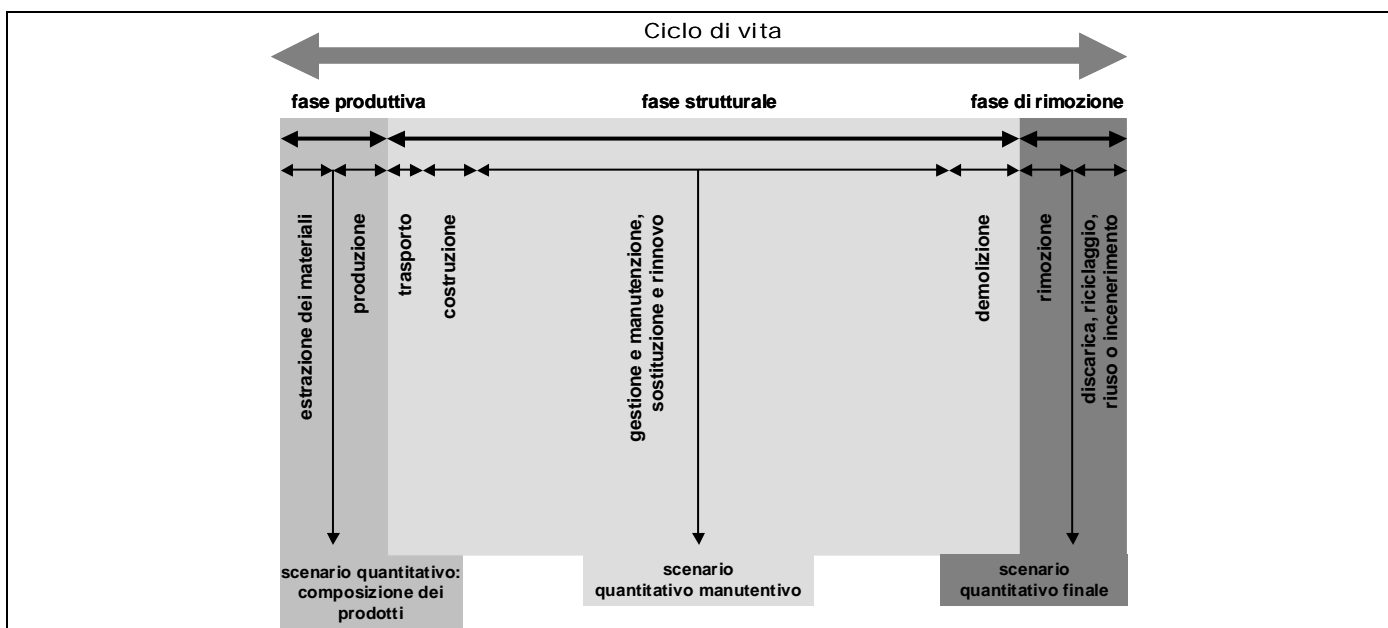 Ciclo di vita
fase produttiva
fase strutturale
fase di rimozione
estrazione dei materiali
produzione
trasporto
costruzione
gestione e manutenzione,
sostituzione e rinnovo
demolizione
rimozione
discarica, riciclaggio,
riuso o incenerimento
scenario quantitativo:
composizione dei
prodotti
scenario
quantitativo manutentivo
scenario
quantitativo finale